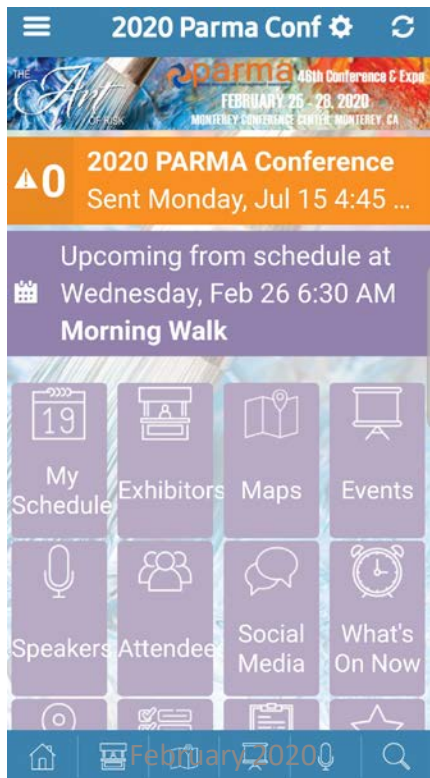 2020 Parma Conf
THE
Art
OF RISK
parma 46th Conference & Expo
FEBRUARY 25 - 28, 2020
MONTEREY CONFERENCE CENTER, MONTEREY, CA
0
2020 PARMA Conference
Sent Monday, Jul 15 4:45 ...
Upcoming from schedule at
Wednesday, Feb 26 6:30 AM
Morning Walk
19
My
Schedule
Exhibitors
Maps
Events
Speakers
Attendee
Social
Media
What's
On Now
February 2020